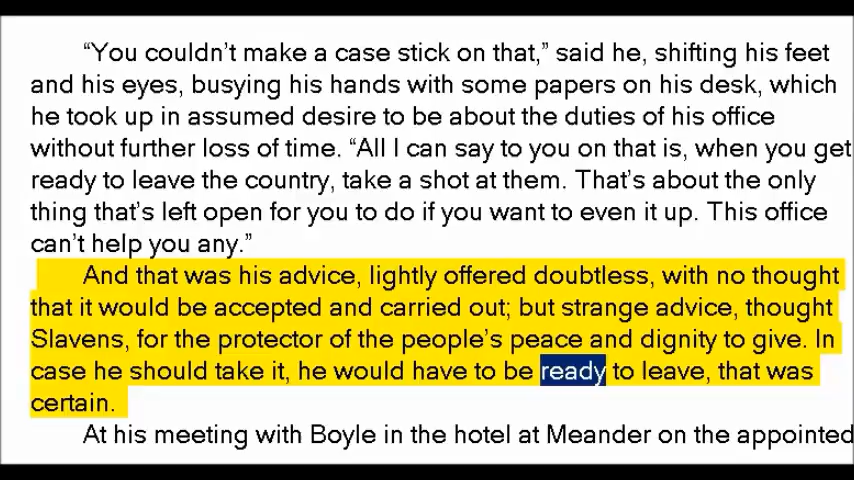 “You couldn’t make a case stick on that,” said he, shifting his feet
and his eyes, busying his hands with some papers on his desk, which
he took up in assumed desire to be about the duties of his office
without further loss of time. “All I can say to you on that is, when you get
ready to leave the country, take a shot at them. That’s about the only
thing that’s left open for you to do if you want to even it up. This office
can’t help you any.”
And that was his advice, lightly offered doubtless, with no thought
that it would be accepted and carried out; but strange advice, thought
Slavens, for the protector of the people’s peace and dignity to give. In
case he should take it, he would have to be ready to leave, that was
certain.
At his meeting with Boyle in the hotel at Meander on the appointed